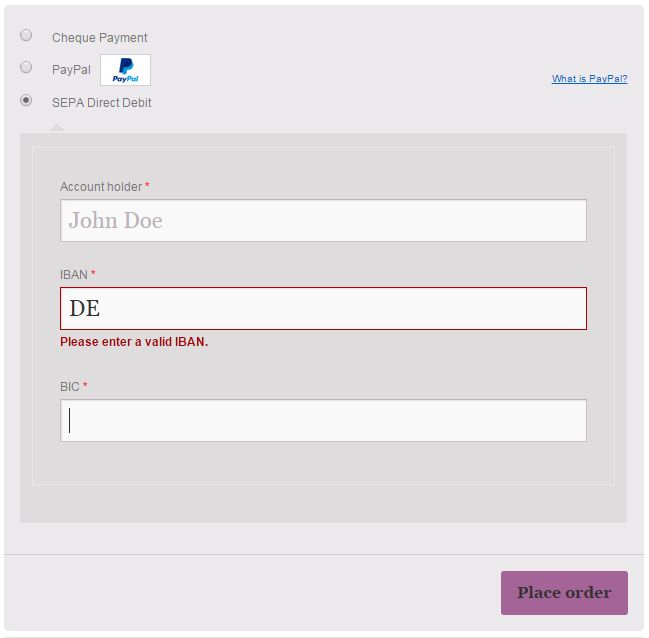 Cheque Payment
PayPal PayPal
What is PayPal?
SEPA Direct Debit
Account holder *
John Doe
IBAN *
DE
Please enter a valid IBAN.
BIC *
Place order